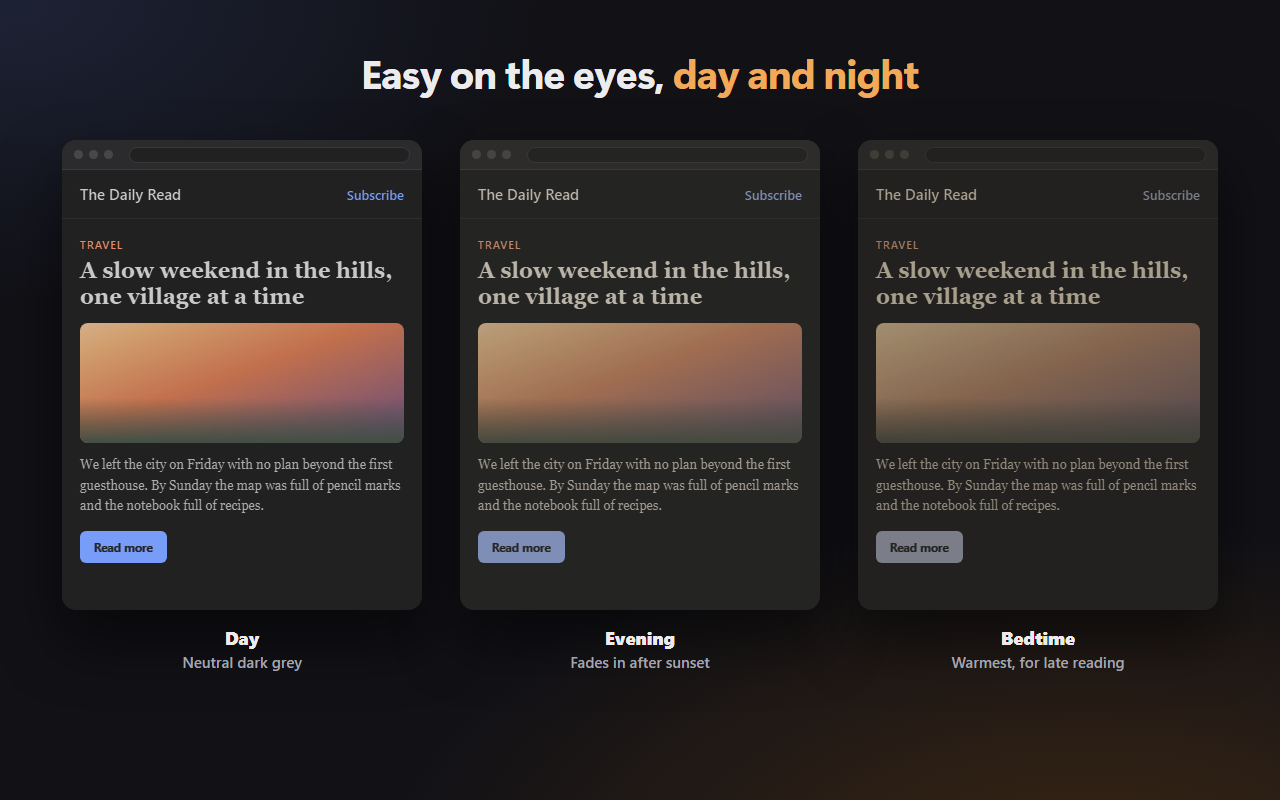 Easy on the eyes, day and night
The Daily Read
Subscribe
TRAVEL
A slow weekend in the hills,
one village at a time
We left the city on Friday with no plan beyond the first
guesthouse. By Sunday the map was full of pencil marks
and the notebook full of recipes.
Read more
Day
Neutral dark grey
The Daily Read
Subscribe
TRAVEL
A slow weekend in the hills,
one village at a time
We left the city on Friday with no plan beyond the first
guesthouse. By Sunday the map was full of pencil marks
and the notebook full of recipes.
Read more
Evening
Fades in after sunset
The Daily Read
Subscribe
TRAVEL
A slow weekend in the hills,
one village at a time
We left the city on Friday with no plan beyond the first
guesthouse. By Sunday the map was full of pencil marks
and the notebook full of recipes.
Read more
Bedtime
Warmest, for late reading